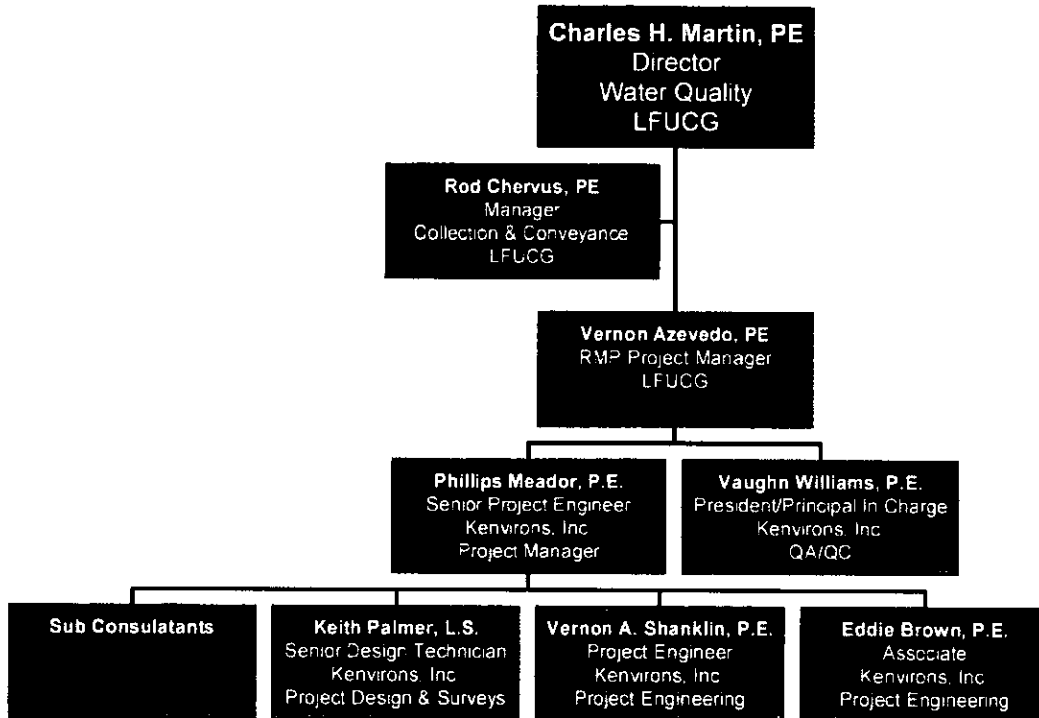 Charles H. Martin, PE
Director
Water Quality
LFUCG
Rod Chervus, PE
Manager
Collection & Conveyance
LFUCG
Vernon Azevedo, PE
RMP Project Manager
LFUCG
Phillips Meador, P.E.
Senior Project Engineer
Kenvirons, Inc
Project Manager
Vaughn Williams, P.E.
President/Principal In Charge
Kenvirons, Inc
QA/QC
Sub Consulatants
Keith Palmer, L.S.
Senior Design Technician
Kenvirons, Inc
Project Design & Surveys
Vernon A. Shanklin, P.E.
Project Engineer
Kenvirons, Inc
Project Engineering
Eddie Brown, P.E.
Associate
Kenvirons, Inc
Project Engineering